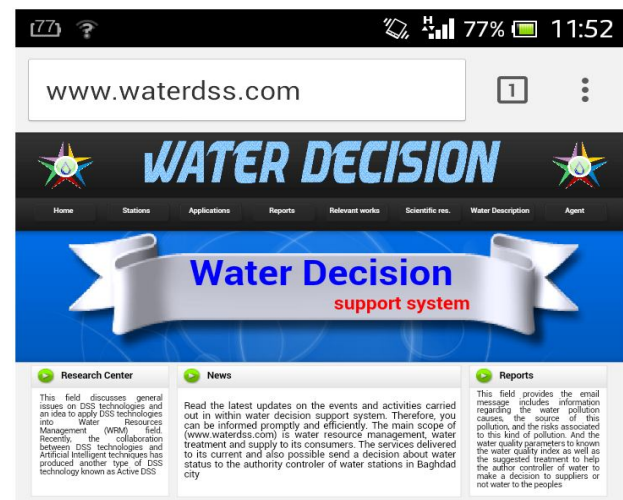 77 77% 11:52
www.waterdss.com 1
WATER DECISION
Home Stations Applications Reports Relevant works Scientific res. Water Description Agent
Water Decision
support system
Research Center
This field discusses general
issues on DSS technologies and
an idea to apply DSS technologies
into Water Resources
Management (WRM) field.
Recently, the collaboration
between DSS technologies and
Artificial Intelligent techniques has
produced another type of DSS
technology known as Active DSS
News
Read the latest updates on the events and activities carried
out in within water decision support system. Therefore, you
can be informed promptly and efficiently. The main scope of
(www.waterdss.com) is water resource management, water
treatment and supply to its consumers. The services delivered
to its current and also possible send a decision about water
status to the authority controler of water stations in Baghdad
city
Reports
This field provides the email
message includes information
regarding the water pollution
causes, the source of this
pollution, and the risks associated
to this kind of pollution. And the
water quality parameters to known
the water quality index as well as
the suggested treatment to help
the author controller of water to
make a decision to suppliers or
not water to the peoples